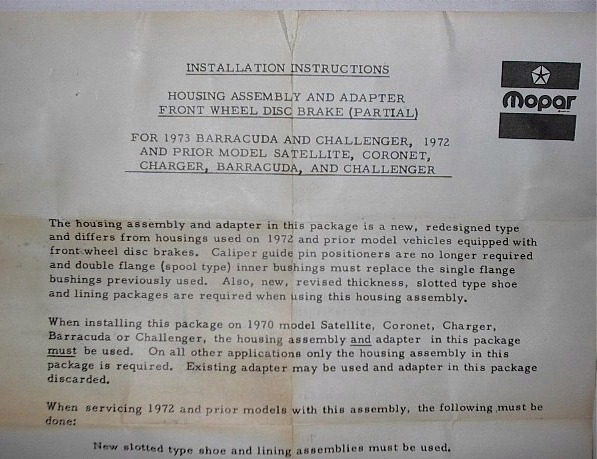 INSTALLATION INSTRUCTIONS
HOUSING ASSEMBLY AND ADAPTER
FRONT WHEEL DISC BRAKE (PARTIAL)
Mopar
FOR 1973 BARRACUDA AND CHALLENGER, 1972
AND PRIOR MODEL SATELLITE, CORONET,
CHARGER, BARRACUDA, AND CHALLENGER
The housing assembly and adapter in this package is a new, redesigned type
and differs from housings used on 1972 and prior model vehicles equipped with
front wheel disc brakes. Caliper guide pin positioners are no longer required
and double flange (spool type) inner bushings must replace the single flange
bushings previously used. Also, new, revised thickness, slotted type shoe
and lining packages are required when using this housing assembly.
When installing this package on 1970 model Satellite, Coronet, Charger,
Barracuda or Challenger, the housing assembly and adapter in this package
must be used. On all other applications only the housing assembly in this
package is required. Existing adapter may be used and adapter in this package
discarded.
When servicing 1972 and prior models with this assembly, the following must be
done:
New slotted type shoe and lining assemblies must be used.